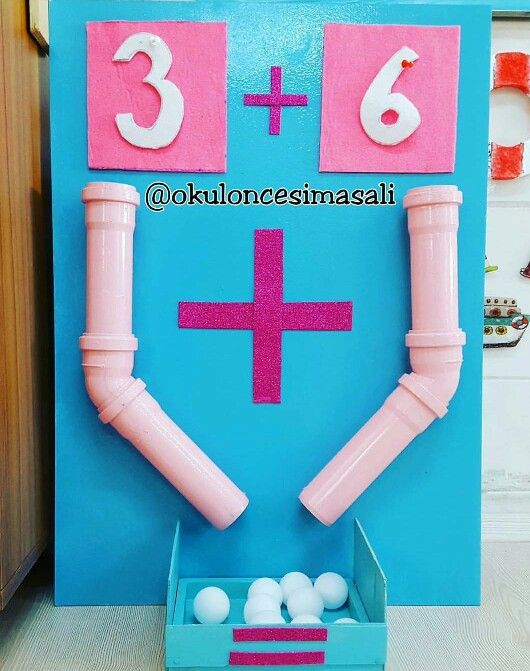 3 + 6
@okuloncesimasali
+
=